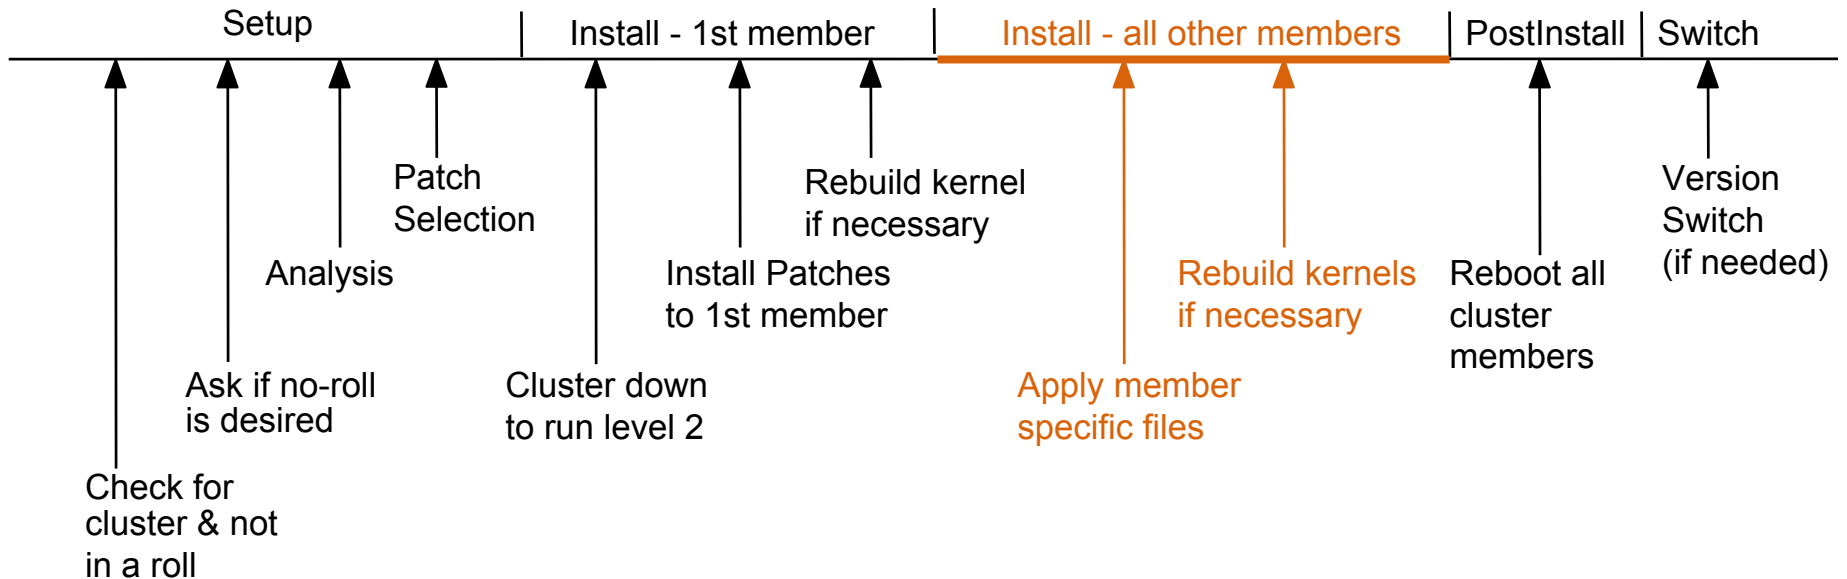 Setup
Install - 1st member
Install - all other members
PostInstall
Switch
Patch
Selection
Rebuild kernel
if necessary
Version
Switch
(if needed)
Analysis
Install Patches
to 1st member
Rebuild kernels
if necessary
Reboot all
cluster
members
Ask if no-roll
is desired
Cluster down
to run level 2
Apply member
specific files
Check for
cluster & not
in a roll